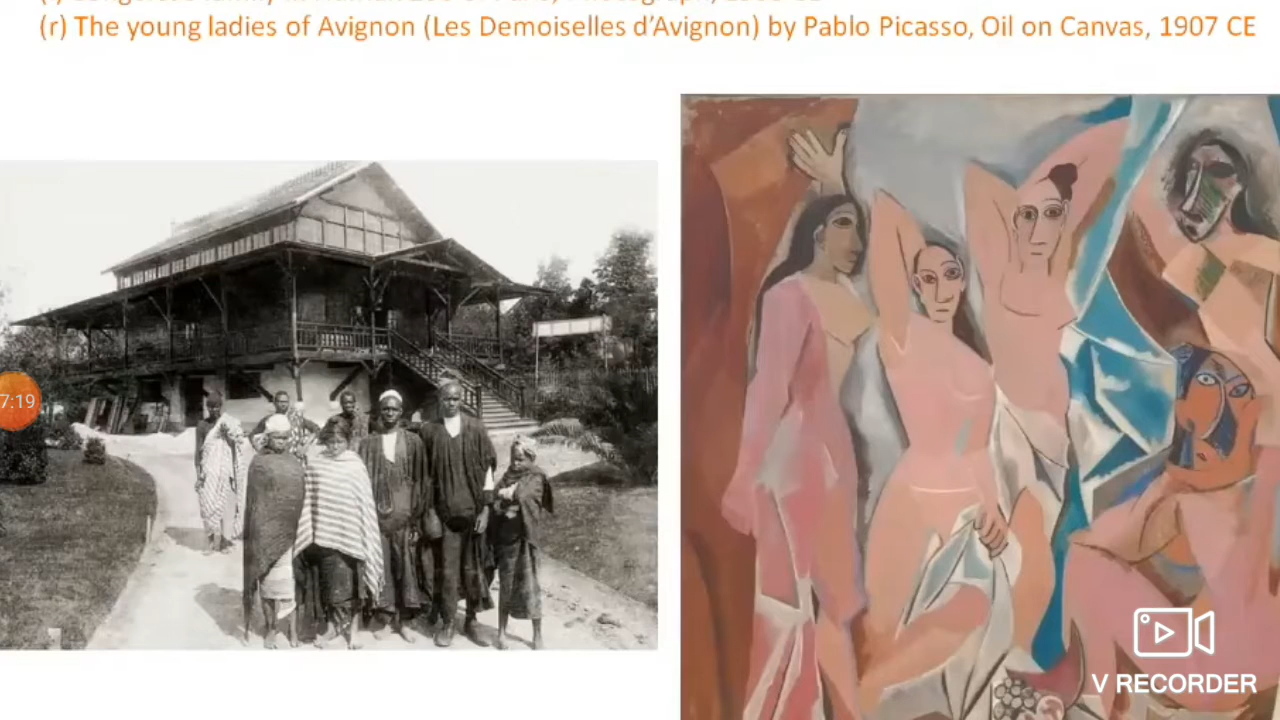 (r) The young ladies of Avignon (Les Demoiselles d'Avignon) by Pablo Picasso, Oil on Canvas, 1907 CE
7:19
V RECORDER